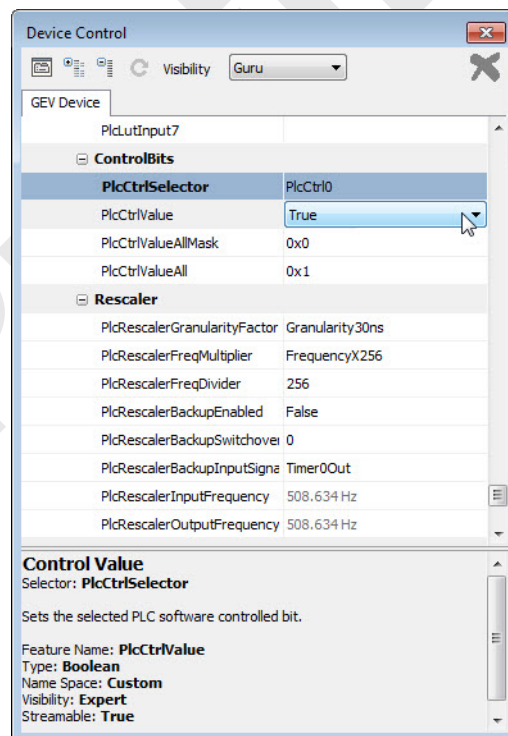 Device Control
Visibility Guru
GEV Device
PlcLutInput7
ControlBits
PlcCtrlSelector PlcCtrl0
PlcCtrlValue True
PlcCtrlValueAllMask 0x0
PlcCtrlValueAll 0x1
Rescaler
PlcRescalerGranularityFactor Granularity30ns
PlcRescalerFreqMultiplier FrequencyX256
PlcRescalerFreqDivider 256
PlcRescalerBackupEnabled False
PlcRescalerBackupSwitchover 0
PlcRescalerBackupInputSigna Timer0Out
PlcRescalerInputFrequency 508.634 Hz
PlcRescalerOutputFrequency 508.634 Hz
Control Value
Selector: PlcCtrlSelector
Sets the selected PLC software controlled bit.
Feature Name: PlcCtrlValue
Type: Boolean
Name Space: Custom
Visibility: Expert
Streamable: True